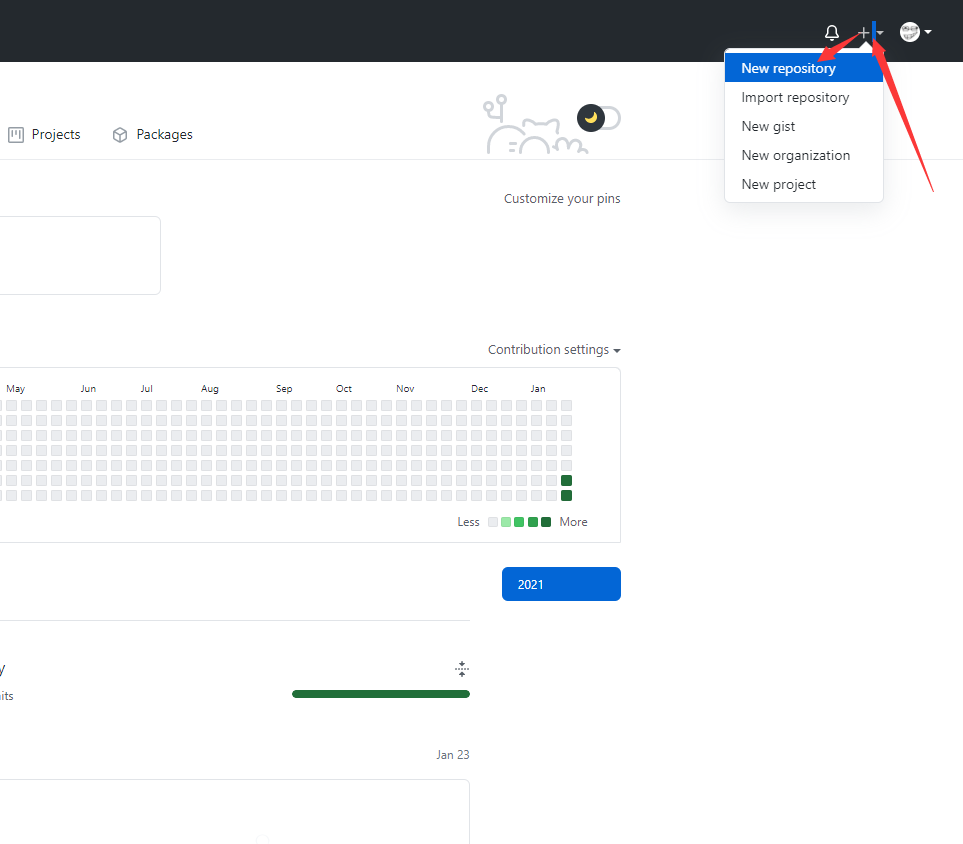 New repository
Import repository
New gist
New organization
New project
Projects
Packages
Customize your pins
Contribution settings
May Jun Jul Aug Sep Oct Nov Dec Jan
Less More
2021
Jan 23